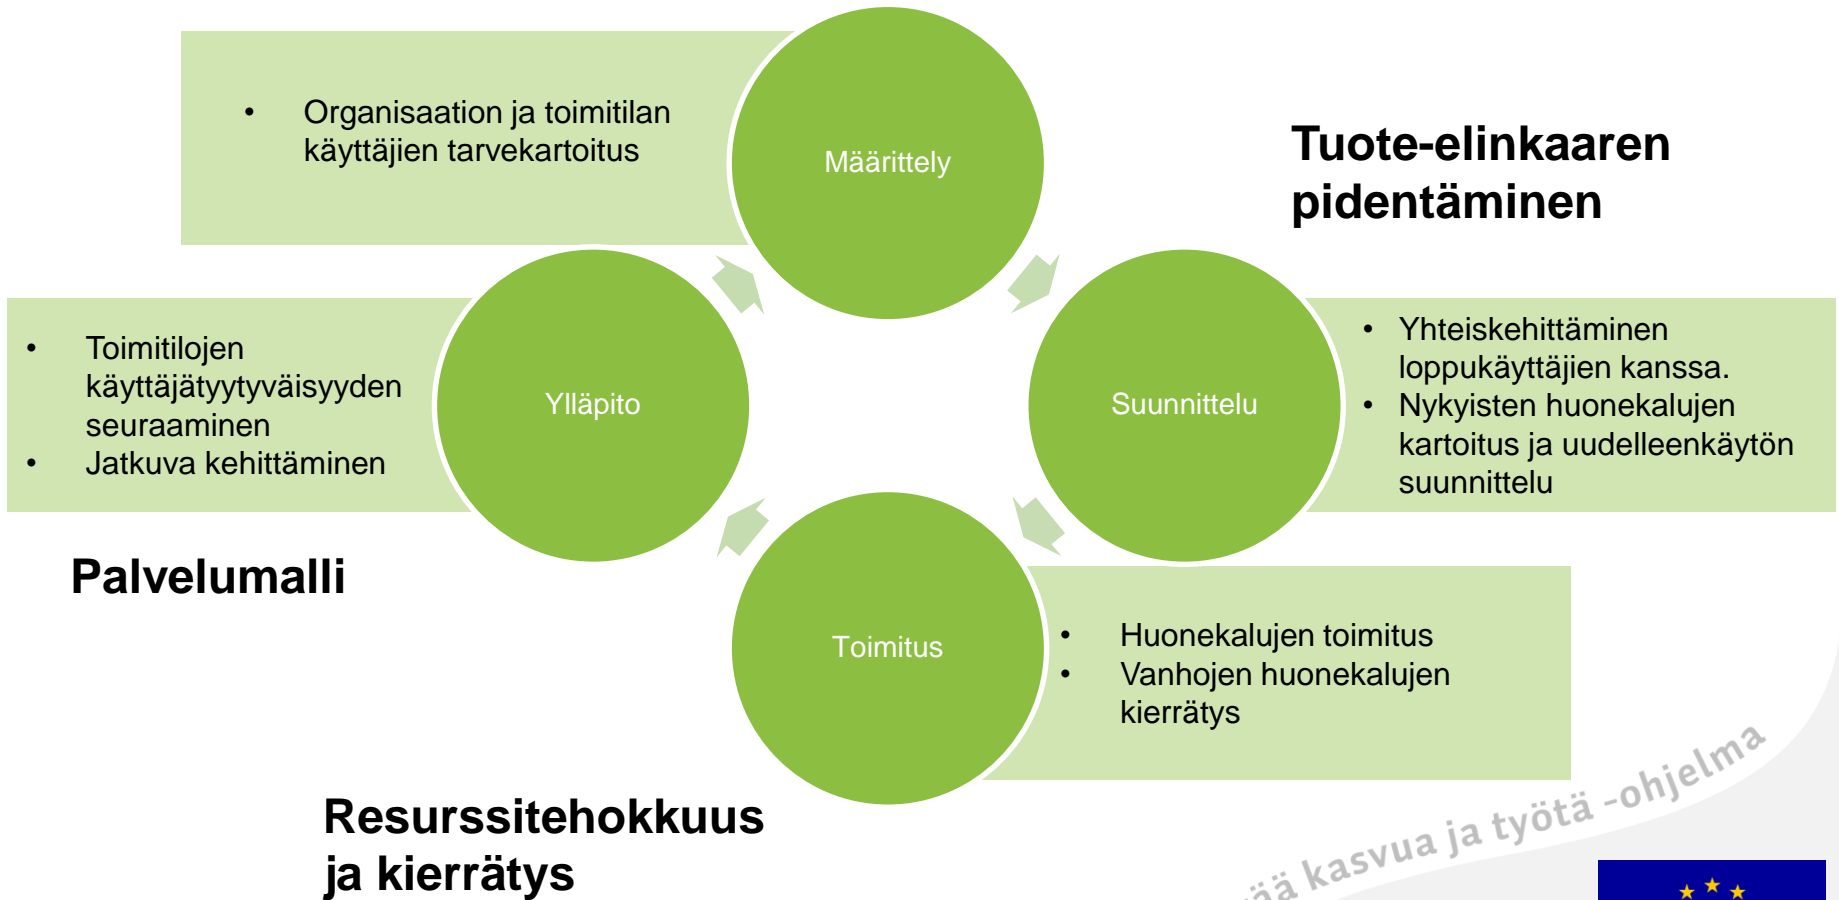 • Organisaation ja toimitilan
käyttäjien tarvekartoitus
Määrittely
Tuote-elinkaaren
pidentäminen
• Toimitilojen
käyttäjätyytyväisyyden
seuraaminen
• Jatkuva kehittäminen
Ylläpito
Suunnittelu
• Yhteiskehittäminen
loppukäyttäjien kanssa.
• Nykyisten huonekalujen
kartoitus ja uudelleenkäytön
suunnittelu
Palvelumalli
Toimitus
• Huonekalujen toimitus
• Vanhojen huonekalujen
kierrätys
Resurssitehokkuus
ja kierrätys
kasvua ja työtä -ohjelma